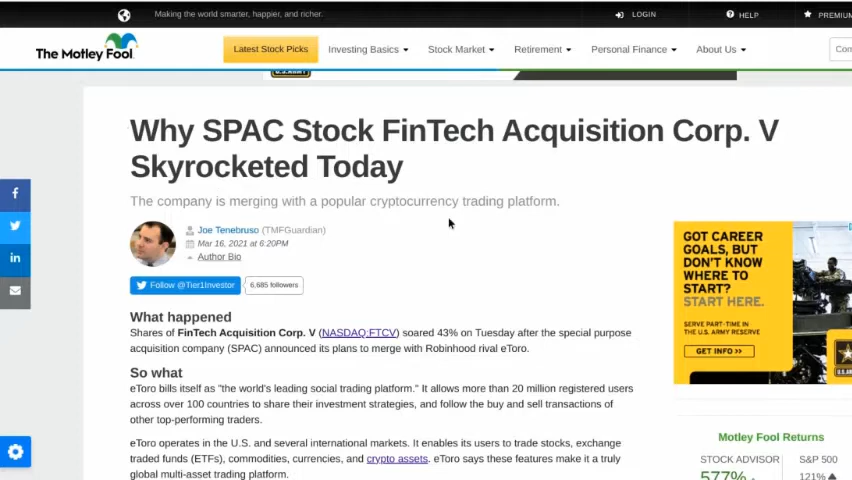 Making the world smarter, happier, and richer.
LOGIN
HELP
PREMIUM
The Motley Fool
Latest Stock Picks
Investing Basics
Stock Market
Retirement
Personal Finance
About Us
U.S.ARMY
Why SPAC Stock FinTech Acquisition Corp. V
Skyrocketed Today
The company is merging with a popular cryptocurrency trading platform.
Joe Tenebruso (TMFGuardian)
Mar 16, 2021 at 6:20PM
Author Bio
Follow @Tier1Investor
6,685 followers
What happened
Shares of FinTech Acquisition Corp. V (NASDAQ:FTCV) soared 43% on Tuesday after the special purpose
acquisition company (SPAC) announced its plans to merge with Robinhood rival eToro.
So what
eToro bills itself as "the world's leading social trading platform." It allows more than 20 million registered users
across over 100 countries to share their investment strategies, and follow the buy and sell transactions of
other top-performing traders.
eToro operates in the U.S. and several international markets. It enables its users to trade stocks, exchange
traded funds (ETFs), commodities, currencies, and crypto assets. eToro says these features make it a truly
global multi-asset trading platform.
GOT CAREER
GOALS, BUT
DON'T KNOW
WHERE TO
START?
START HERE.
SERVE PART-TIME IN
THE U.S. ARMY RESERVE
GET INFO >>
Motley Fool Returns
STOCK ADVISOR
S&P 500
577%
121%